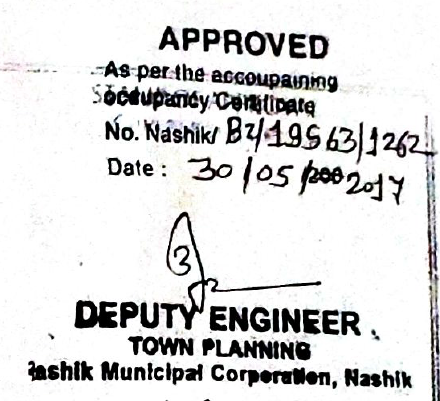 APPROVED
As per the accoupaining
occupancy Certificate
No. Nashik/ B2/19563/1262
Date : 30/05/2002017
DEPUTY ENGINEER.
TOWN PLANNING
Nashik Municipal Corporation, Nashik